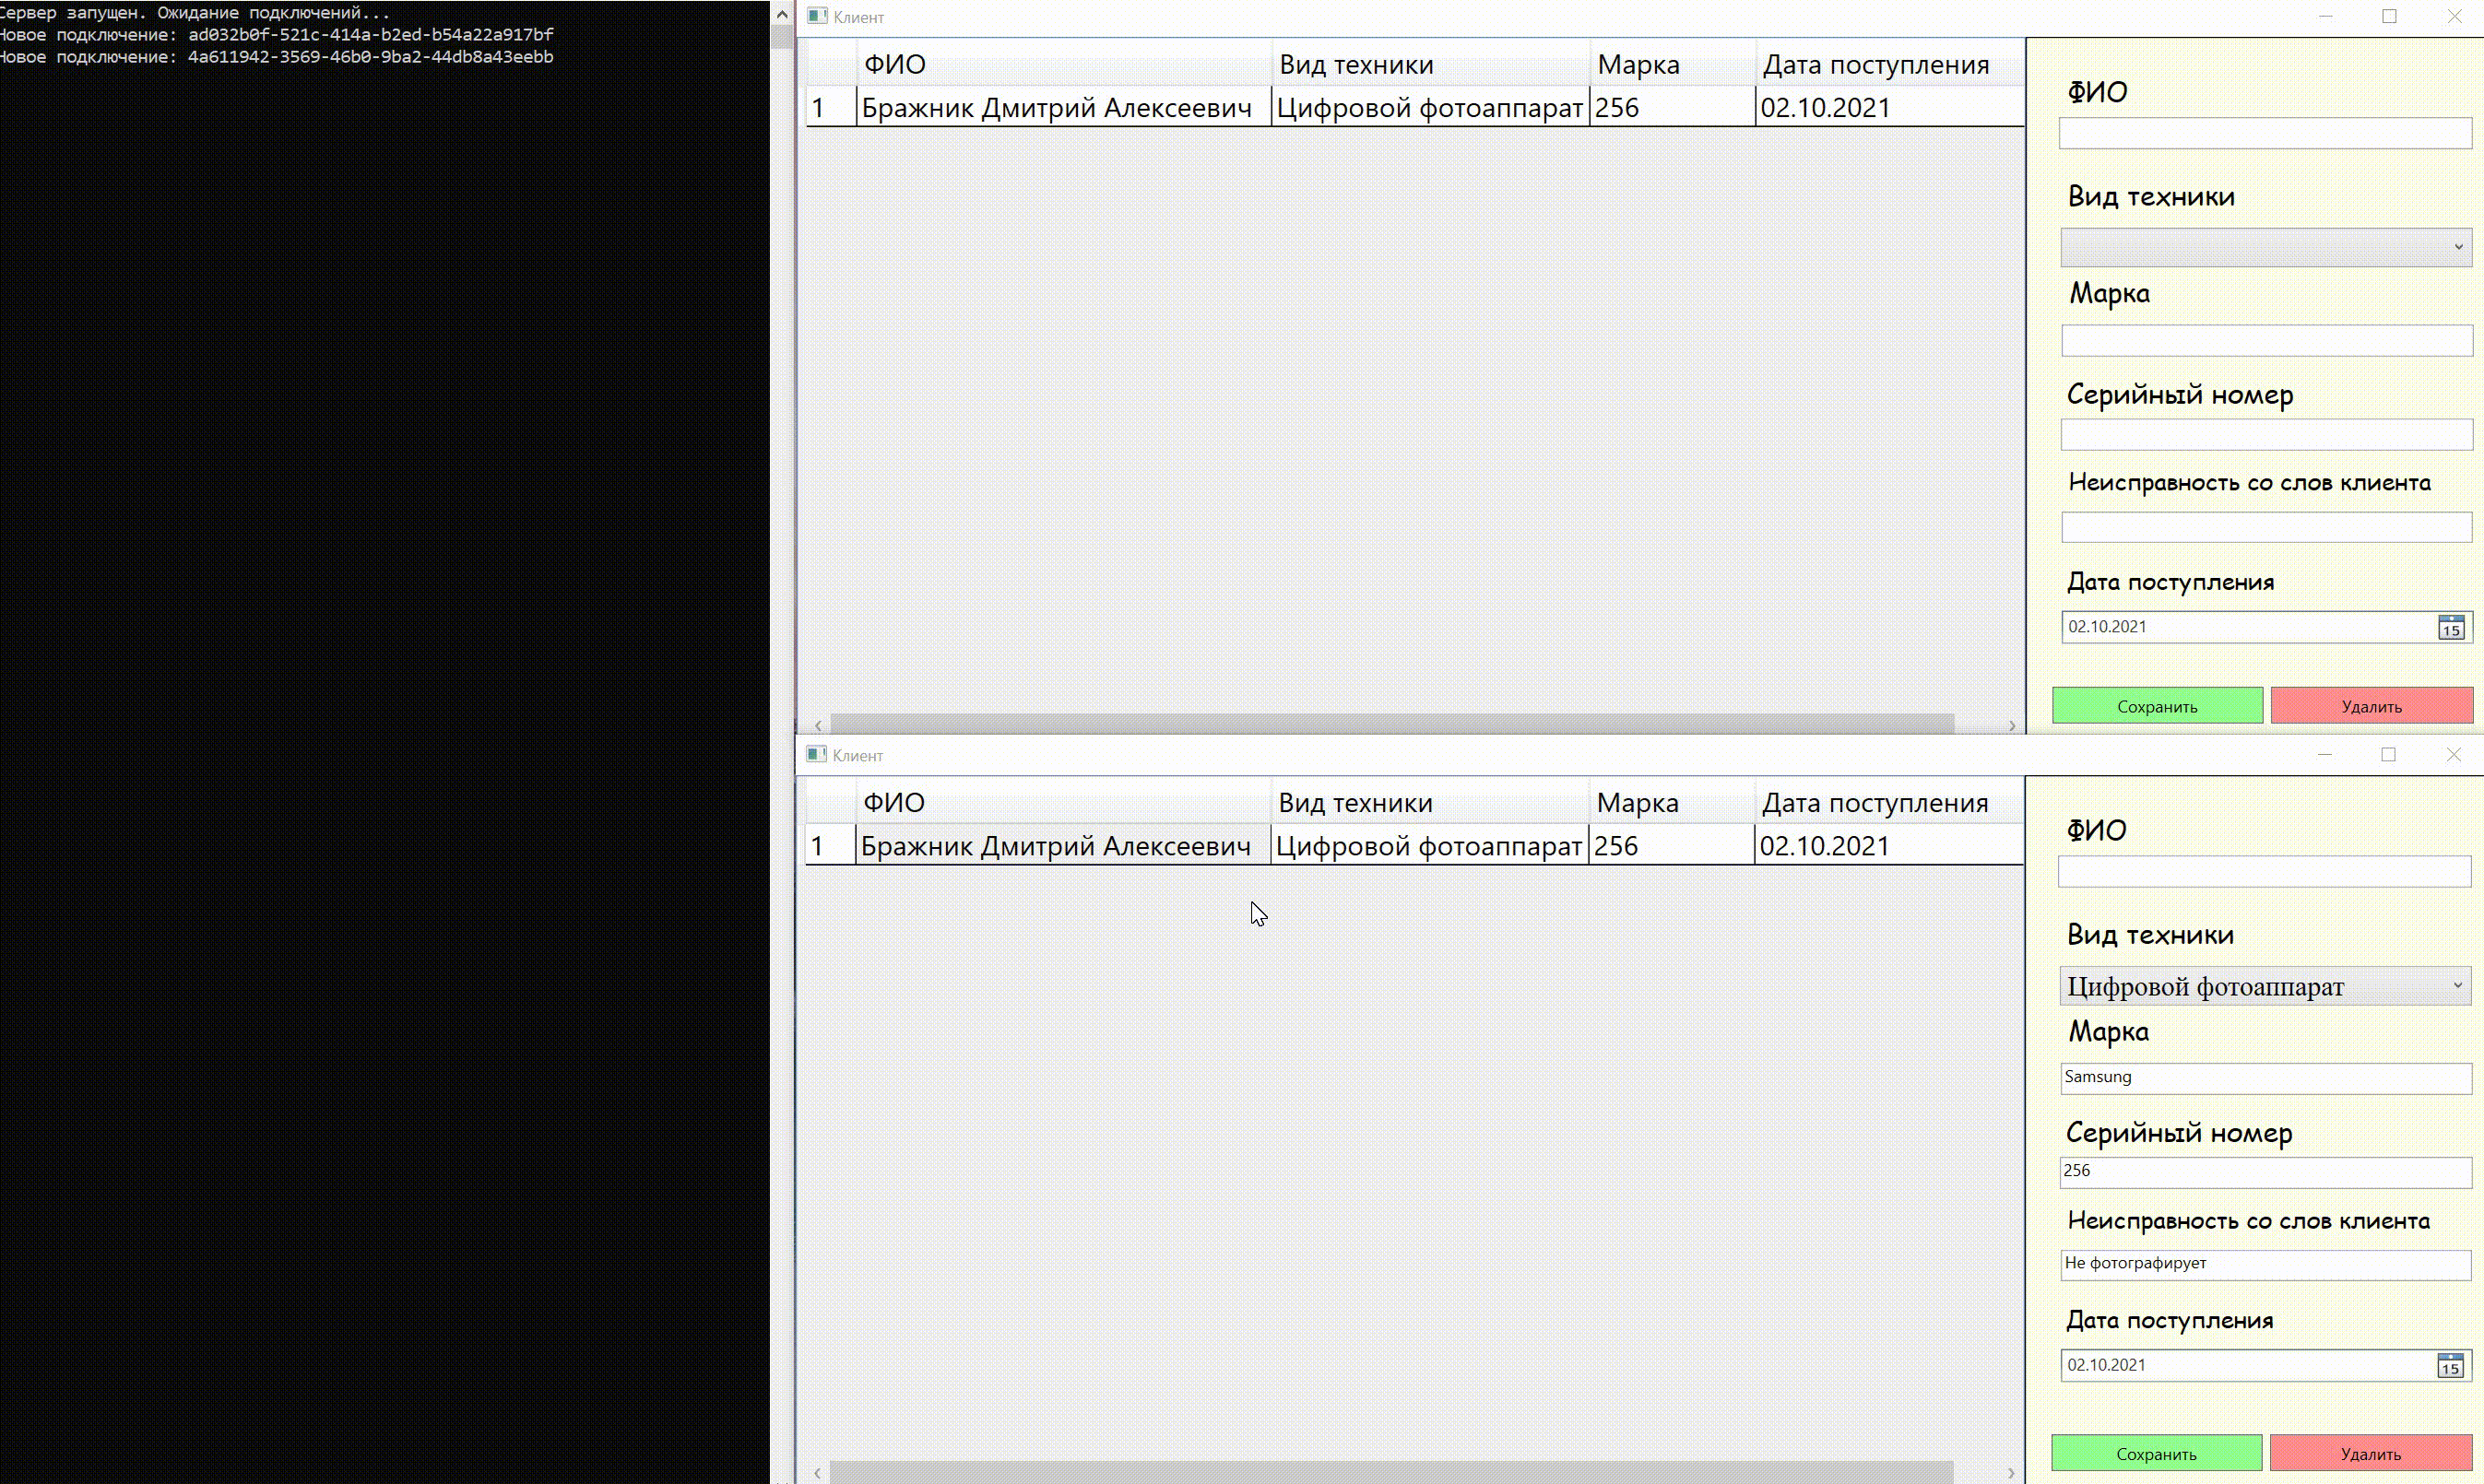 Сервер запущен. Ожидание подключений...
Новое подключение: ad032b0f-521c-414a-b2ed-b54a22a917bf
Новое подключение: 4a611942-3569-46b0-9ba2-44db8a43eebb
Клиент
ФИО Вид техники Марка Дата поступления
1 Бражник Дмитрий Алексеевич Цифровой фотоаппарат 256 02.10.2021
ФИО
Вид техники
Марка
Серийный номер
Неисправность со слов клиента
Дата поступления
02.10.2021 15
Сохранить Удалить
Клиент
ФИО Вид техники Марка Дата поступления
1 Бражник Дмитрий Алексеевич Цифровой фотоаппарат 256 02.10.2021
ФИО
Вид техники
Цифровой фотоаппарат
Марка
Samsung
Серийный номер
256
Неисправность со слов клиента
Не фотографирует
Дата поступления
02.10.2021 15
Сохранить Удалить